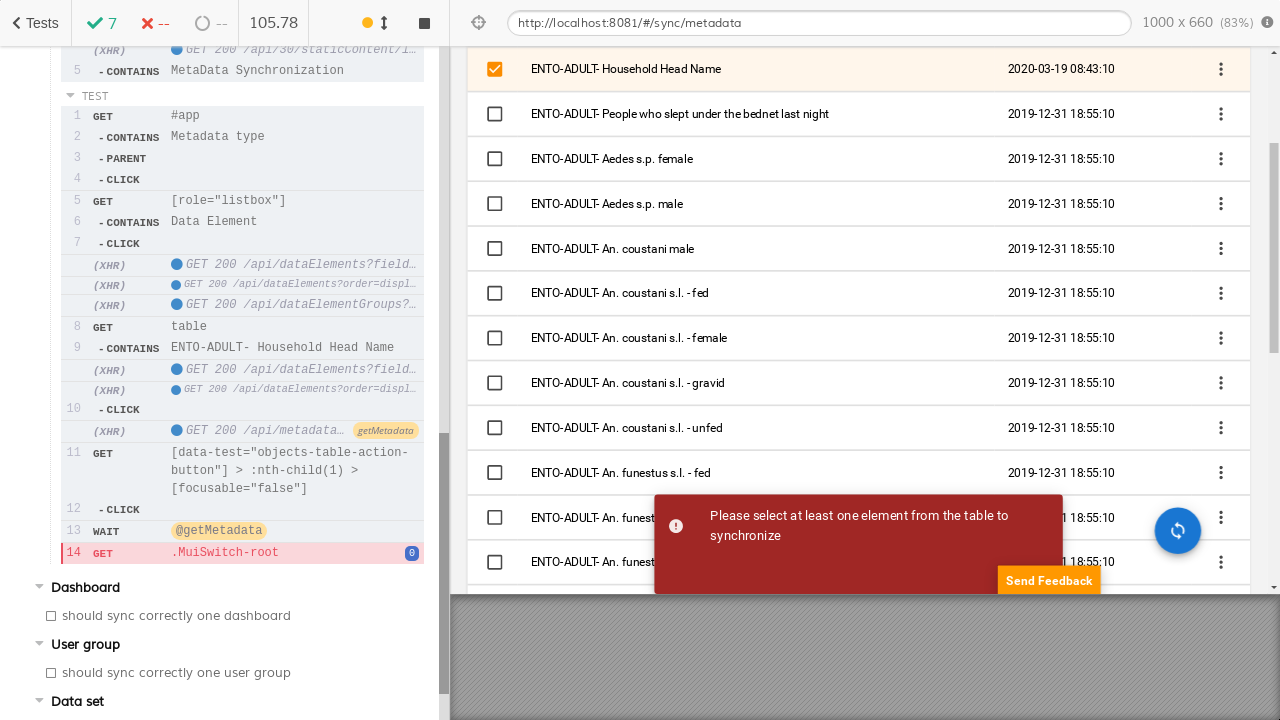 Tests
7
--
--
105.78
http://localhost:8081/#/sync/metadata
1000 x 660 (83%)
(XHR) GET 200 /api/30/staticContent/l…
5 -CONTAINS MetaData Synchronization
TEST
1 GET #app
2 -CONTAINS Metadata type
3 -PARENT
4 -CLICK
5 GET [role="listbox"]
6 -CONTAINS Data Element
7 -CLICK
(XHR) GET 200 /api/dataElements?field…
(XHR) GET 200 /api/dataElements?order=displ…
(XHR) GET 200 /api/dataElementGroups?…
8 GET table
9 -CONTAINS ENTO-ADULT- Household Head Name
(XHR) GET 200 /api/dataElements?field…
(XHR) GET 200 /api/dataElements?order=displ…
10 -CLICK
(XHR) GET 200 /api/metadata… getMetadata
11 GET [data-test="objects-table-action-
button"] > :nth-child(1) >
[focusable="false"]
12 -CLICK
13 WAIT @getMetadata
14 GET .MuiSwitch-root 0
Dashboard
should sync correctly one dashboard
User group
should sync correctly one user group
Data set
ENTO-ADULT- Household Head Name 2020-03-19 08:43:10
ENTO-ADULT- People who slept under the bednet last night 2019-12-31 18:55:10
ENTO-ADULT- Aedes s.p. female 2019-12-31 18:55:10
ENTO-ADULT- Aedes s.p. male 2019-12-31 18:55:10
ENTO-ADULT- An. coustani male 2019-12-31 18:55:10
ENTO-ADULT- An. coustani s.l. - fed 2019-12-31 18:55:10
ENTO-ADULT- An. coustani s.l. - female 2019-12-31 18:55:10
ENTO-ADULT- An. coustani s.l. - gravid 2019-12-31 18:55:10
ENTO-ADULT- An. coustani s.l. - unfed 2019-12-31 18:55:10
ENTO-ADULT- An. funestus s.l. - fed 2019-12-31 18:55:10
ENTO-ADULT- An. funest 18:55:10
ENTO-ADULT- An. funest 18:55:10
Please select at least one element from the table to
synchronize
Send Feedback